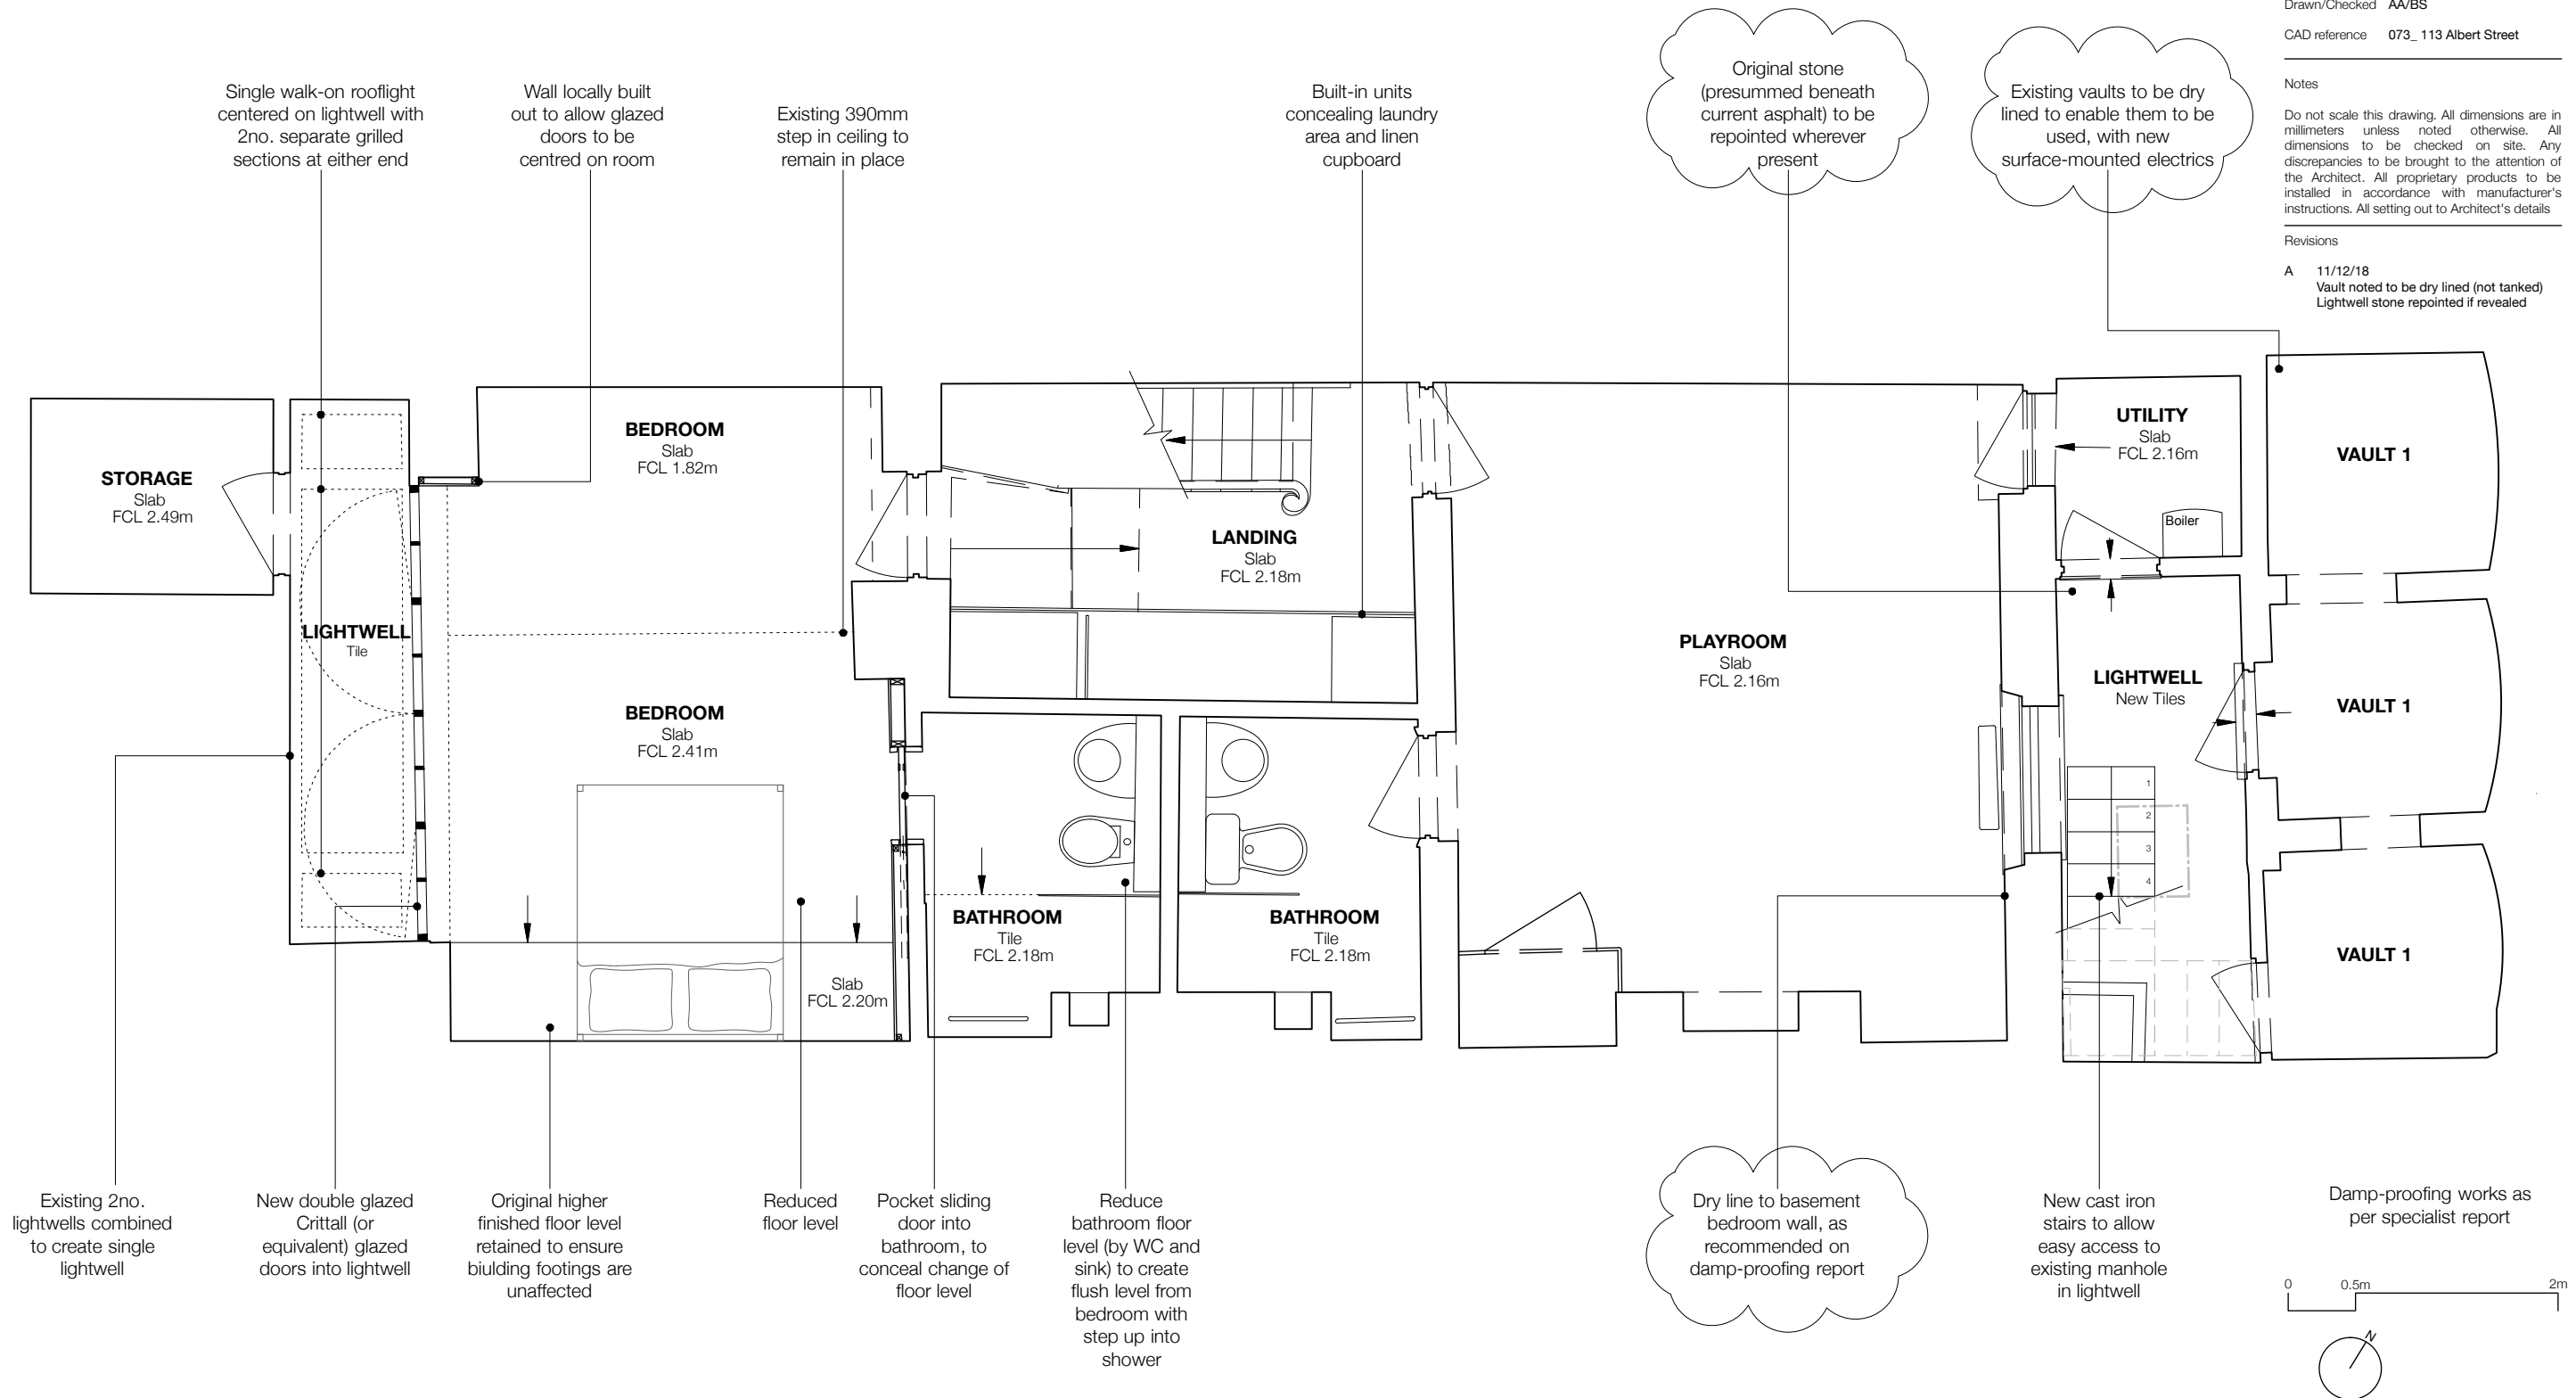 Drawn/Checked AA/BS
CAD reference 073_ 113 Albert Street
Notes
Do not scale this drawing. All dimensions are in
millimeters unless noted otherwise. All
dimensions to be checked on site. Any
discrepancies to be brought to the attention of
the Architect. All proprietary products to be
installed in accordance with manufacturer's
instructions. All setting out to Architect's details
Revisions
A 11/12/18
Vault noted to be dry lined (not tanked)
Lightwell stone repointed if revealed
Single walk-on rooflight
centered on lightwell with
2no. separate grilled
sections at either end
Wall locally built
out to allow glazed
doors to be
centred on room
Existing 390mm
step in ceiling to
remain in place
Built-in units
concealing laundry
area and linen
cupboard
Original stone
(presummed beneath
current asphalt) to be
repointed wherever
present
Existing vaults to be dry
lined to enable them to be
used, with new
surface-mounted electrics
STORAGE
Slab
FCL 2.49m
LIGHTWELL
Tile
BEDROOM
Slab
FCL 1.82m
BEDROOM
Slab
FCL 2.41m
Slab
FCL 2.20m
LANDING
Slab
FCL 2.18m
BATHROOM
Tile
FCL 2.18m
BATHROOM
Tile
FCL 2.18m
PLAYROOM
Slab
FCL 2.16m
UTILITY
Slab
FCL 2.16m
Boiler
LIGHTWELL
New Tiles
1
2
3
4
VAULT 1
VAULT 1
VAULT 1
Existing 2no.
lightwells combined
to create single
lightwell
New double glazed
Crittall (or
equivalent) glazed
doors into lightwell
Original higher
finished floor level
retained to ensure
biulding footings are
unaffected
Reduced
floor level
Pocket sliding
door into
bathroom, to
conceal change of
floor level
Reduce
bathroom floor
level (by WC and
sink) to create
flush level from
bedroom with
step up into
shower
Dry line to basement
bedroom wall, as
recommended on
damp-proofing report
New cast iron
stairs to allow
easy access to
existing manhole
in lightwell
Damp-proofing works as
per specialist report
0 0.5m 2m
N